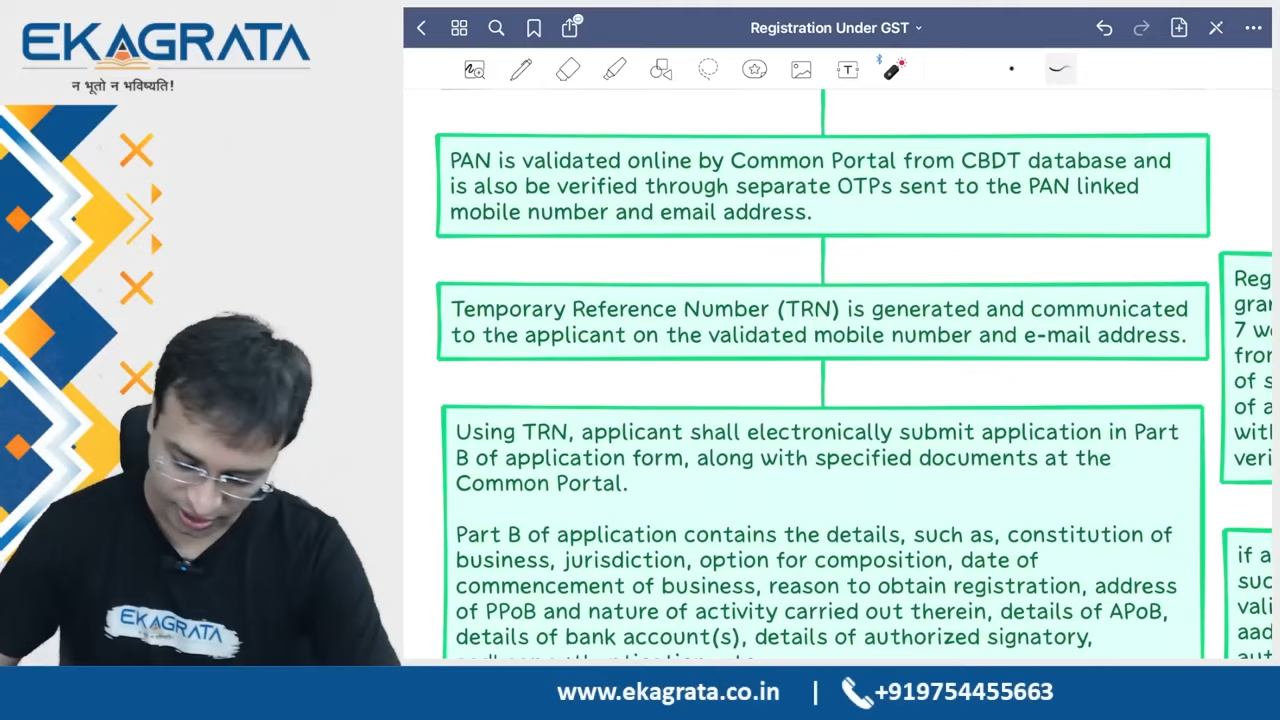 EKAGRATA
न भूतो न भविष्यति!
Registration Under GST
T
PAN is validated online by Common Portal from CBDT database and
is also be verified through separate OTPs sent to the PAN linked
mobile number and email address.
Temporary Reference Number (TRN) is generated and communicated
to the applicant on the validated mobile number and e-mail address.
Using TRN, applicant shall electronically submit application in Part
B of application form, along with specified documents at the
Common Portal.
Part B of application contains the details, such as, constitution of
business, jurisdiction, option for composition, date of
commencement of business, reason to obtain registration, address
of PPoB and nature of activity carried out therein, details of APoB,
details of bank account(s), details of authorized signatory,
Reg
gran
7 w
from
of s
of a
with
veri
if a
suc
vali
aad
EKAGRATA
www.ekagrata.co.in | +919754455663